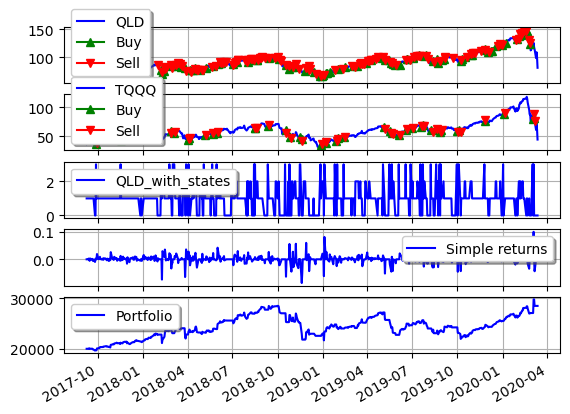 QLD
Buy
Sell
150
100
TQQQ
Buy
Sell
100
50
QLD_with_states
2
0
Simple returns
0.1
0.0
Portfolio
30000
20000
2017-10
2018-01
2018-04
2018-07
2018-10
2019-01
2019-04
2019-07
2019-10
2020-01
2020-04